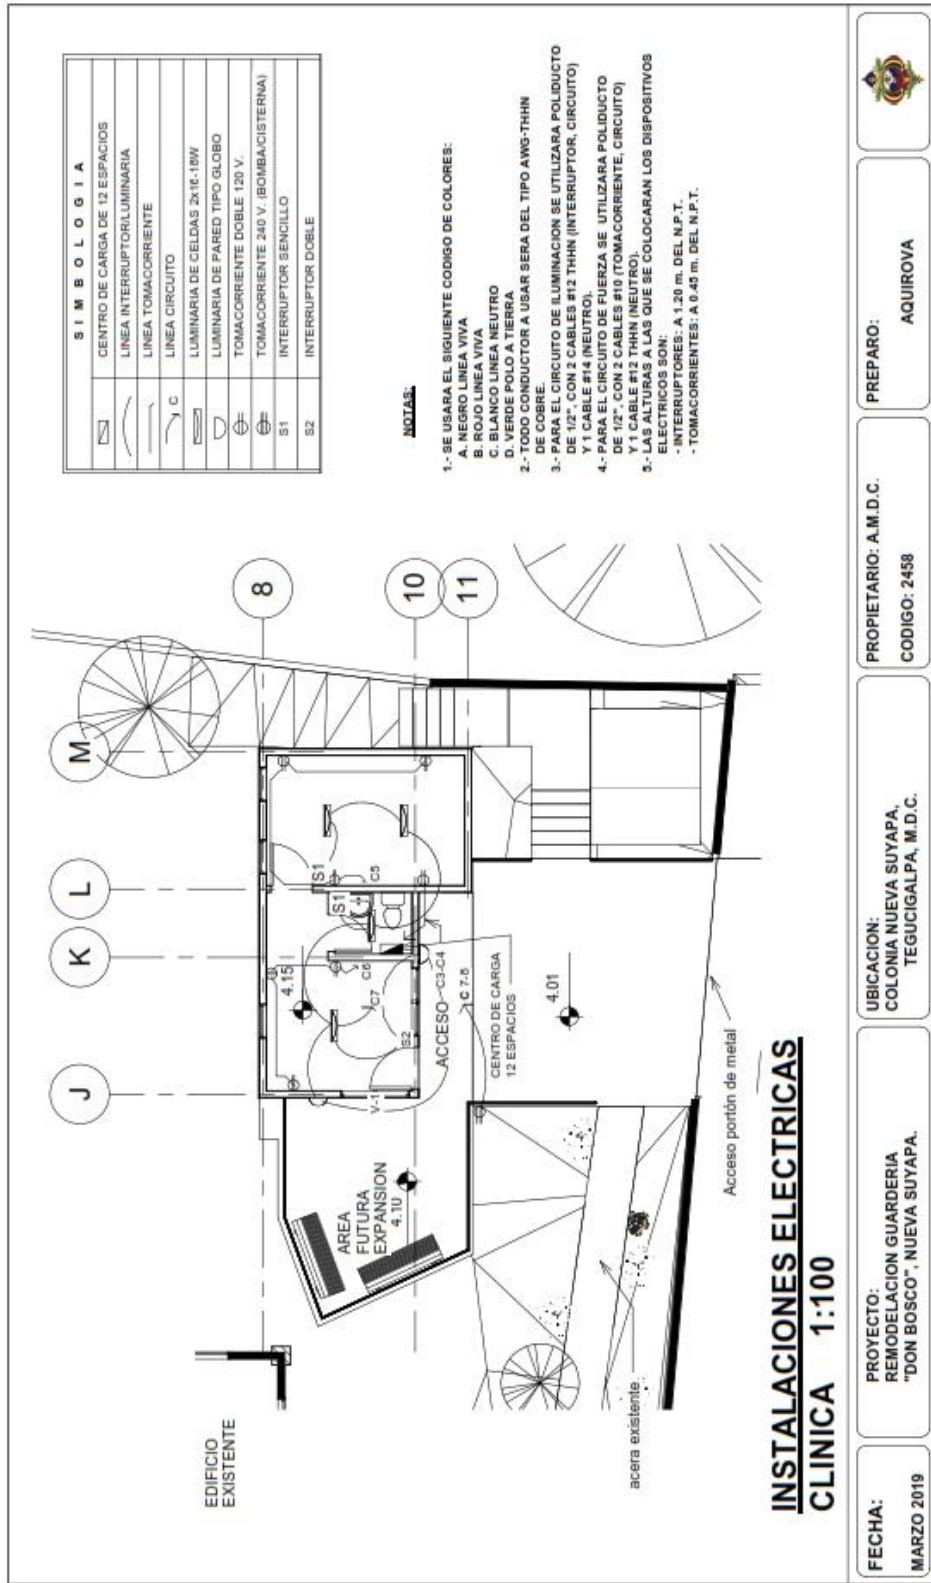 SIMBOLOGIA
CENTRO DE CARGA DE 12 ESPACIOS
LINEA INTERRUPTOR/LUMINARIA
LINEA TOMACORRIENTE
C LINEA CIRCUITO
LUMINARIA DE CELDAS 2x16-18W
LUMINARIA DE PARED TIPO GLOBO
TOMACORRIENTE DOBLE 120 V.
TOMACORRIENTE 240 V. (BOMBA/CISTERNA)
S1 INTERRUPTOR SENCILLO
S2 INTERRUPTOR DOBLE
NOTAS:
1.- SE USARA EL SIGUIENTE CODIGO DE COLORES:
A. NEGRO LINEA VIVA
B. ROJO LINEA VIVA
C. BLANCO LINEA NEUTRO
D. VERDE POLO A TIERRA
2.- TODO CONDUCTOR A USAR SERA DEL TIPO AWG-THHN
DE COBRE.
3.- PARA EL CIRCUITO DE ILUMINACION SE UTILIZARA POLIDUCTO
DE 1/2", CON 2 CABLES #12 THHN (INTERRUPTOR, CIRCUITO)
Y 1 CABLE #14 (NEUTRO).
4.- PARA EL CIRCUITO DE FUERZA SE UTILIZARA POLIDUCTO
DE 1/2", CON 2 CABLES #10 (TOMACORRIENTE, CIRCUITO)
Y 1 CABLE #12 THHN (NEUTRO).
5.- LAS ALTURAS A LAS QUE SE COLOCARAN LOS DISPOSITIVOS
ELECTRICOS SON:
- INTERRUPTORES: A 1.20 m. DEL N.P.T.
- TOMACORRIENTES: A 0.45 m. DEL N.P.T.
J
K
L
M
8
10
11
S1
C5
S1
4.15
C6
C7
S2
V-1
C3-C4
ACCESO
C 7-8
CENTRO DE CARGA
12 ESPACIOS
4.01
AREA
FUTURA
EXPANSION
4.10
EDIFICIO
EXISTENTE
acera existente
Acceso portón de metal
INSTALACIONES ELECTRICAS
CLINICA 1:100
FECHA:
MARZO 2019
PROYECTO:
REMODELACION GUARDERIA
"DON BOSCO", NUEVA SUYAPA.
UBICACION:
COLONIA NUEVA SUYAPA,
TEGUCIGALPA, M.D.C.
PROPIETARIO: A.M.D.C.
CODIGO: 2458
PREPARO:
AQUIROVA